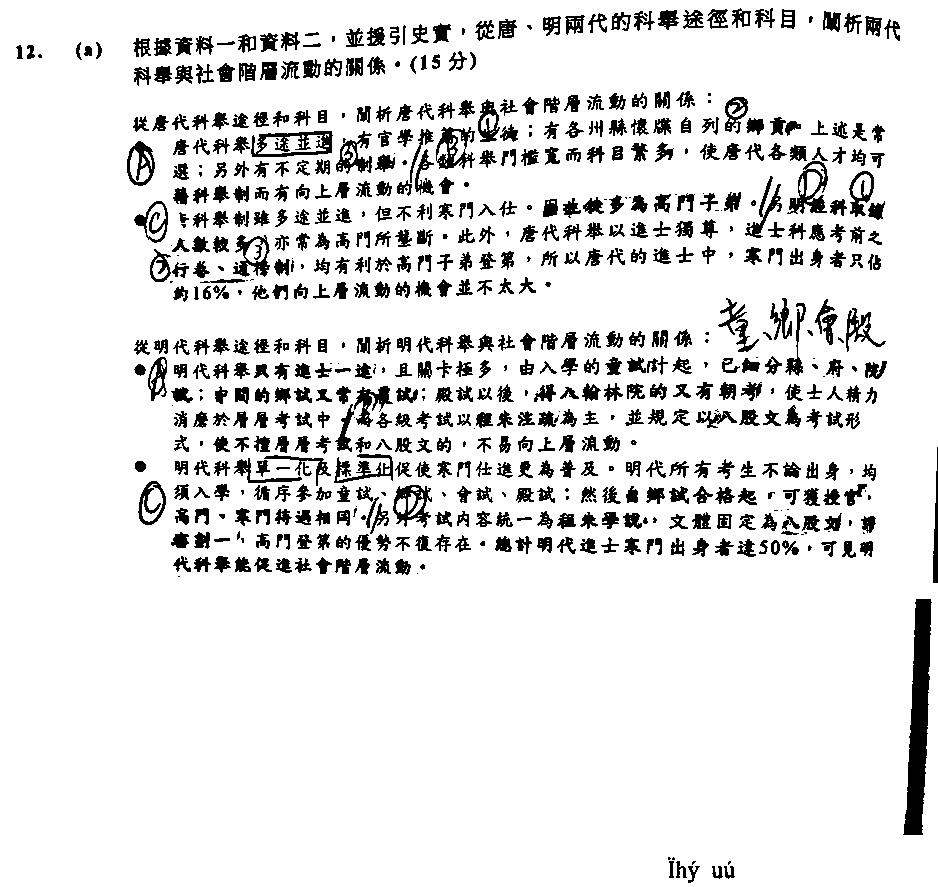 12. (a) 根據資料一和資料二，並援引史實，從唐、明兩代的科舉途徑和科目，闡析兩代
科舉與社會階層流動的關係。(15 分)
從唐代科舉途徑和科目，闡析唐代科舉與社會階層流動的關係：
唐代科舉多途並進，有官學推薦的生徒；有各州縣懷牒自列的鄉貢。上述是常
選；另外有不定期的制舉。各種科舉門檻寬而科目繁多，使唐代各類人才均可
藉科舉制而有向上層流動的機會。
科舉制雖多途並進，但不利寒門入仕。因生徒多為高門子弟。另明經科取錄
人數較多，亦常為高門所壟斷。此外，唐代科舉以進士獨尊，進士科應考前之
行卷、通榜制，均有利於高門子弟登第，所以唐代的進士中，寒門出身者只佔
約16%，他們向上層流動的機會並不太大。
童、鄉、會、殿
從明代科舉途徑和科目，闡析明代科舉與社會階層流動的關係：
明代科舉只有進士一途，且關卡極多，由入學的童試計起，已細分縣、府、院
試；中間的鄉試又常有覆試；殿試以後，得入翰林院的又有朝考，使士人精力
消磨於層層考試中。各級考試以程朱注疏為主，並規定以八股文為考試形
式，使不擅層層考試和八股文的，不易向上層流動。
● 明代科舉單一化及標準化促使寒門仕進更為普及。明代所有考生不論出身，均
須入學，循序參加童試、鄉試、會試、殿試；然後自鄉試合格起，可獲授官，
高門、寒門待遇相同。另外考試內容統一為程朱學說，文體固定為八股文，
劃一，高門登第的優勢不復存在。總計明代進士寒門出身者達50%，可見明
代科舉能促進社會階層流動。
Ïhý uú